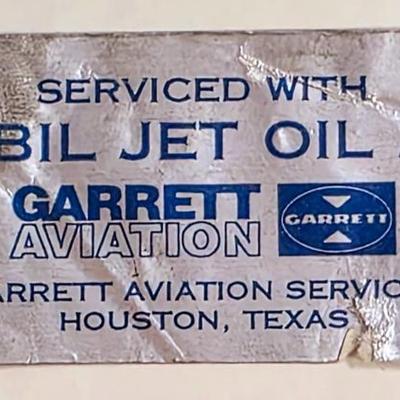 SERVICED WITH
BIL JET OIL
GARRETT
AVIATION
GARRETT
ARRETT AVIATION SERVIC
HOUSTON, TEXAS